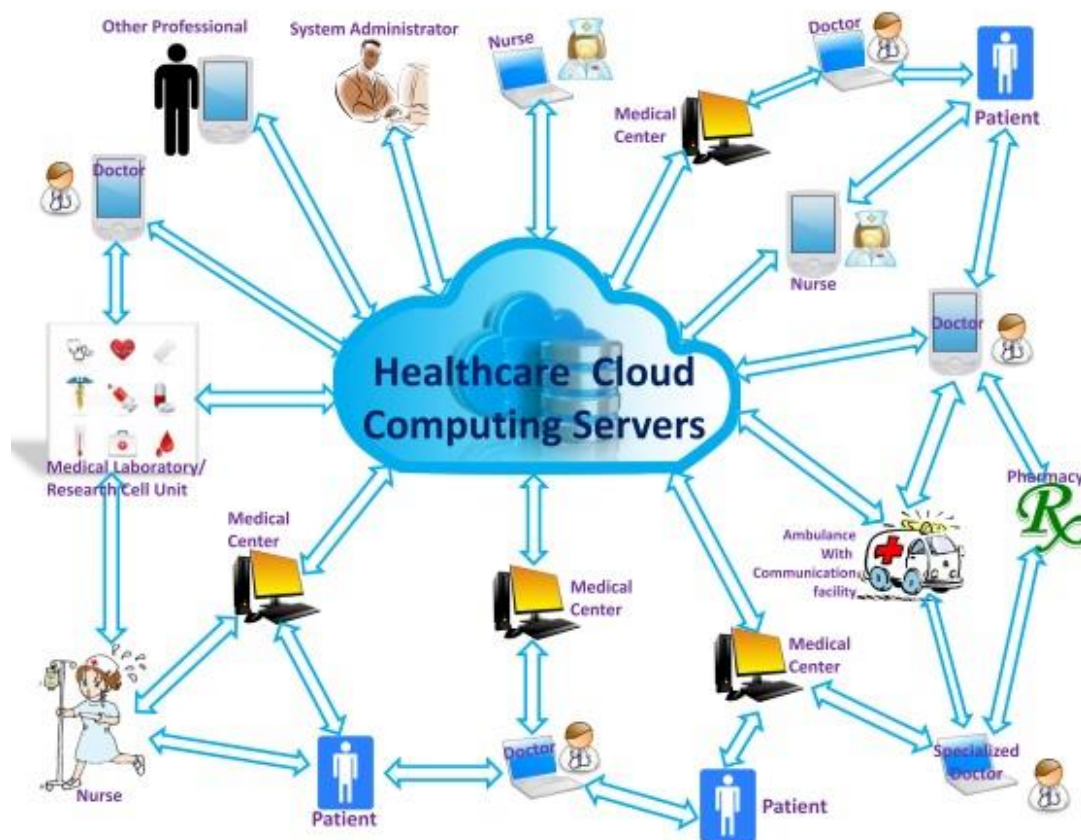 Other Professional
System Administrator
Nurse
Doctor
Medical
Center
Patient
Doctor
Nurse
Doctor
Healthcare Cloud
Computing Servers
Medical Laboratory/
Research Cell Unit
Pharmacy
Rx
Medical
Center
Ambulance
With
Communication
facility
Medical
Center
Medical
Center
Nurse
Patient
Doctor
Patient
Specialized
Doctor